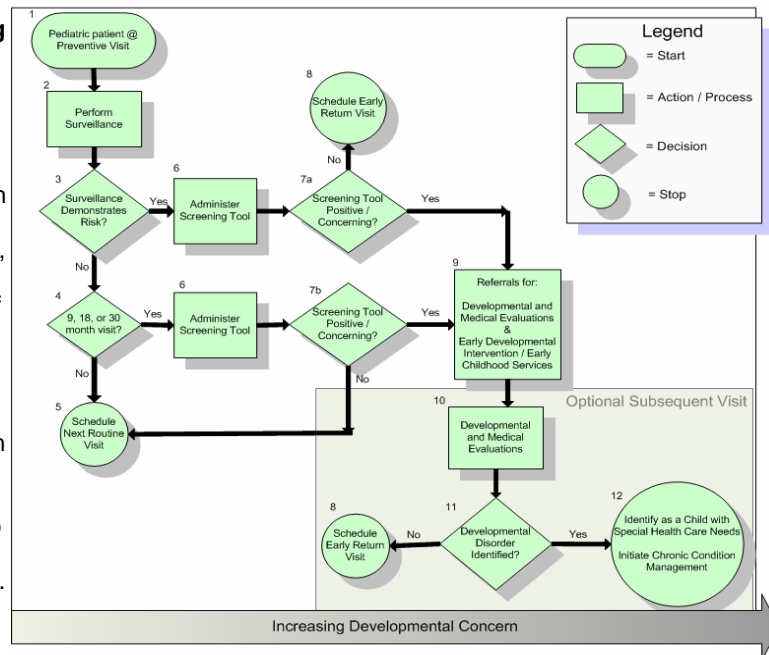 g
n
,
n
.
1
Pediatric patient @
Preventive Visit
2
Perform
Surveillance
3
Surveillance
Demonstrates
Risk?
Yes
No
6
Administer
Screening Tool
7a
Screening Tool
Positive /
Concerning?
No
Yes
8
Schedule Early
Return Visit
4
9, 18, or 30
month visit?
Yes
No
6
Administer
Screening Tool
7b
Screening Tool
Positive /
Concerning?
Yes
No
5
Schedule
Next Routine
Visit
9
Referrals for:
Developmental and
Medical Evaluations
&
Early Developmental
Intervention / Early
Childhood Services
Optional Subsequent Visit
10
Developmental
and Medical
Evaluations
11
Developmental
Disorder
Identified?
No
Yes
8
Schedule
Early Return
Visit
12
Identify as a Child with
Special Health Care Needs
Initiate Chronic Condition
Management
Legend
= Start
= Action / Process
= Decision
= Stop
Increasing Developmental Concern